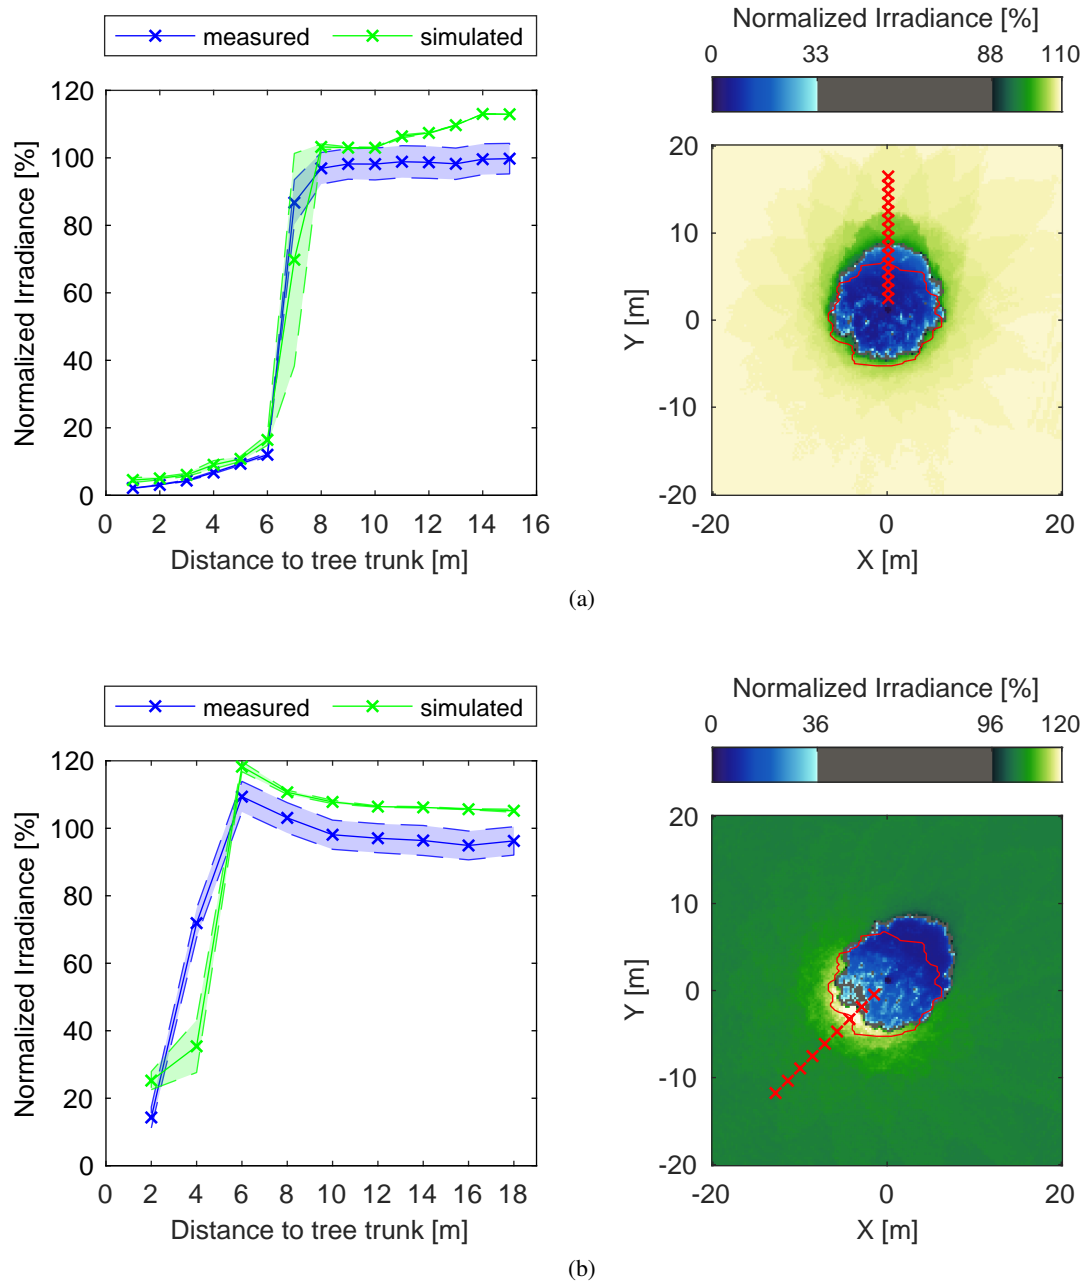 measured simulated
120
100
80
60
40
20
0
Normalized Irradiance [%]
0 2 4 6 8 10 12 14 16
Distance to tree trunk [m]
Normalized Irradiance [%]
0 33 88 110
20
10
0
-10
-20
Y [m]
-20 0 20
X [m]
(a)
measured simulated
120
100
80
60
40
20
0
Normalized Irradiance [%]
0 2 4 6 8 10 12 14 16 18
Distance to tree trunk [m]
Normalized Irradiance [%]
0 36 96 120
20
10
0
-10
-20
Y [m]
-20 0 20
X [m]
(b)